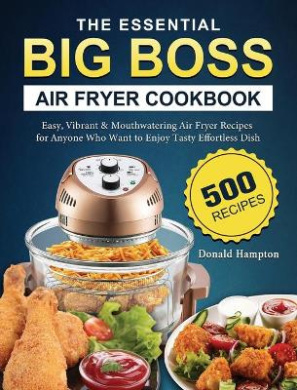 THE ESSENTIAL
BIG BOSS
AIR FRYER COOKBOOK
Easy, Vibrant & Mouthwatering Air Fryer Recipes
for Anyone Who Want to Enjoy Tasty Effortless Dish
500
RECIPES
Donald Hampton